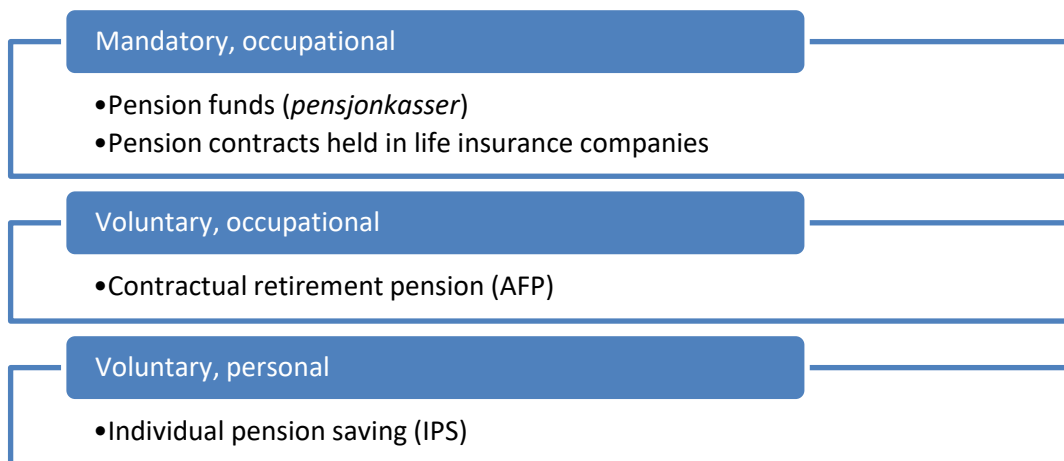 Mandatory, occupational
•Pension funds (pensjonkasser)
•Pension contracts held in life insurance companies
Voluntary, occupational
•Contractual retirement pension (AFP)
Voluntary, personal
•Individual pension saving (IPS)